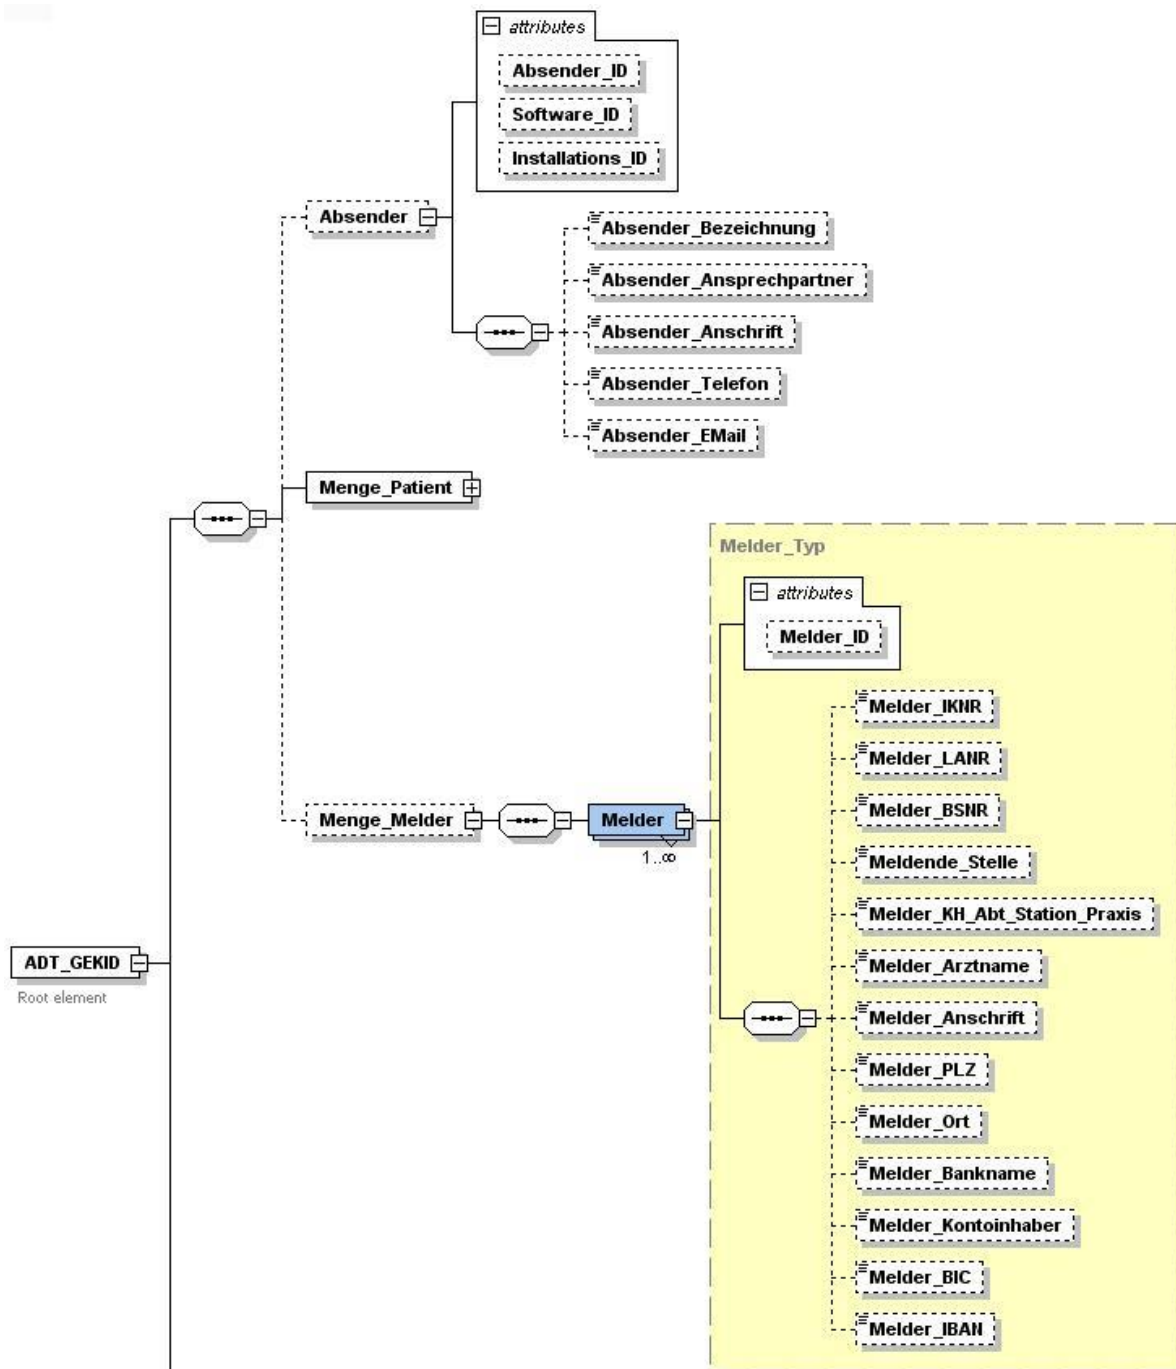 attributes
Absender_ID
Software_ID
Installations_ID
Absender
Absender_Bezeichnung
Absender_Ansprechpartner
Absender_Anschrift
Absender_Telefon
Absender_EMail
Menge_Patient
Melder_Typ
attributes
Melder_ID
Melder_IKNR
Melder_LANR
Melder_BSNR
Menge_Melder
Melder
1..∞
Meldende_Stelle
Melder_KH_Abt_Station_Praxis
ADT_GEKID
Root element
Melder_Arztname
Melder_Anschrift
Melder_PLZ
Melder_Ort
Melder_Bankname
Melder_Kontoinhaber
Melder_BIC
Melder_IBAN